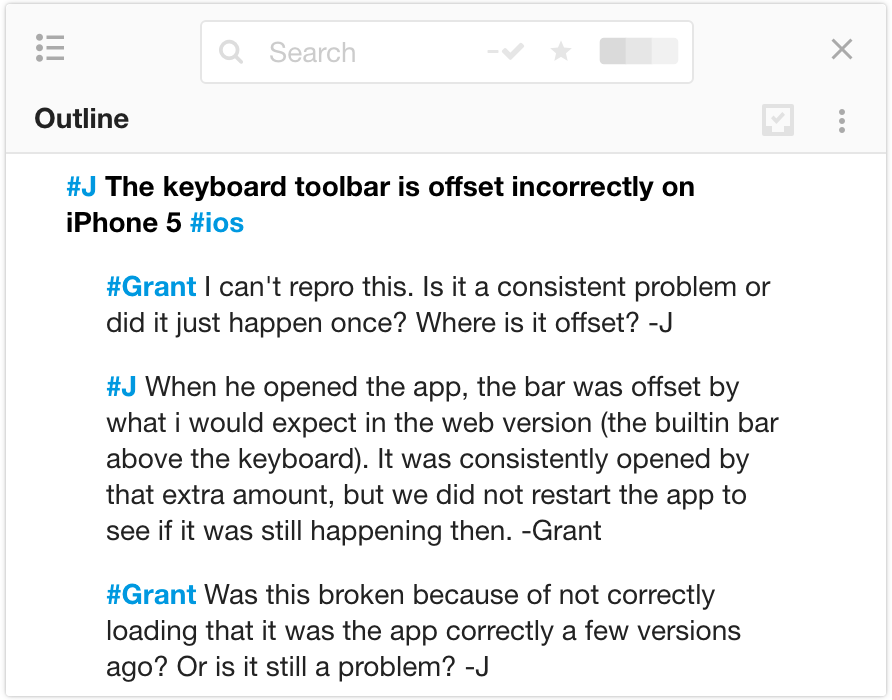 Search
Outline
#J The keyboard toolbar is offset incorrectly on
iPhone 5 #ios
#Grant I can't repro this. Is it a consistent problem or
did it just happen once? Where is it offset? -J
#J When he opened the app, the bar was offset by
what i would expect in the web version (the builtin bar
above the keyboard). It was consistently opened by
that extra amount, but we did not restart the app to
see if it was still happening then. -Grant
#Grant Was this broken because of not correctly
loading that it was the app correctly a few versions
ago? Or is it still a problem? -J